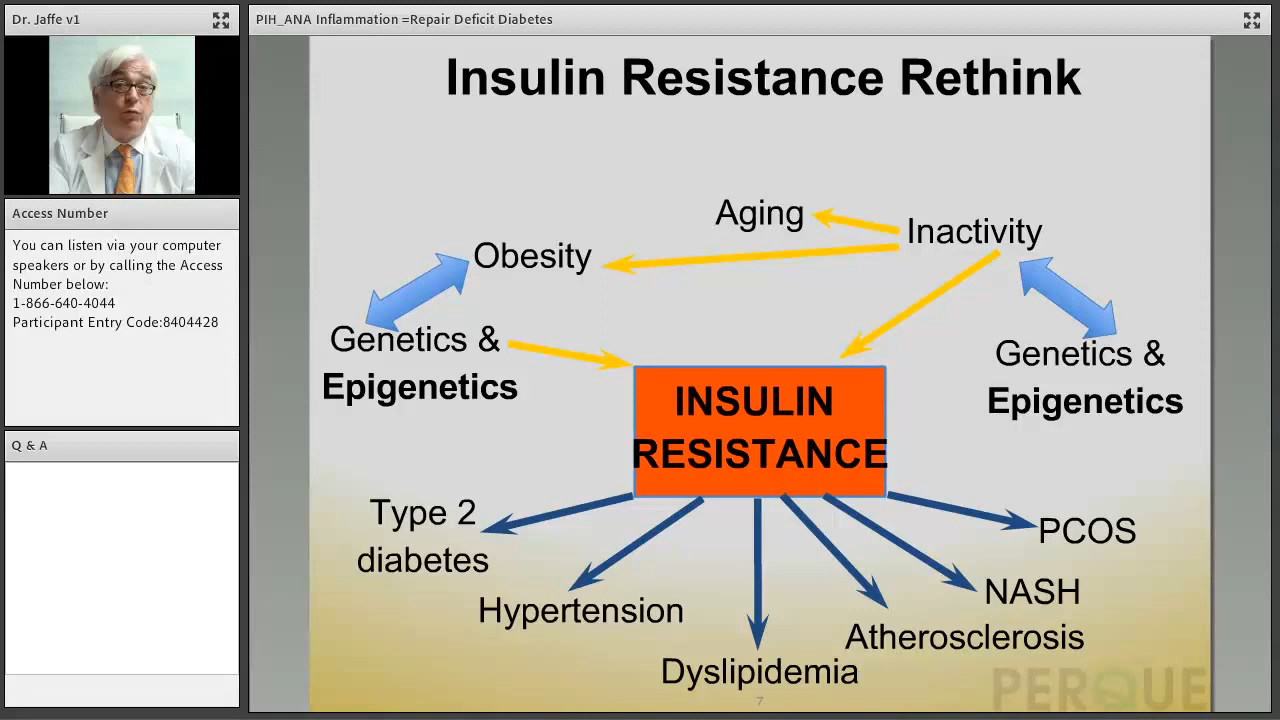 Dr. Jaffe v1
PIH_ANA Inflammation =Repair Deficit Diabetes
Access Number
You can listen via your computer
speakers or by calling the Access
Number below:
1-866-640-4044
Participant Entry Code:8404428
Q & A
Insulin Resistance Rethink
Aging
Inactivity
Obesity
Genetics &
Epigenetics
Genetics &
Epigenetics
INSULIN
RESISTANCE
Type 2
diabetes
PCOS
Hypertension
NASH
Atherosclerosis
Dyslipidemia
PERQUE
7